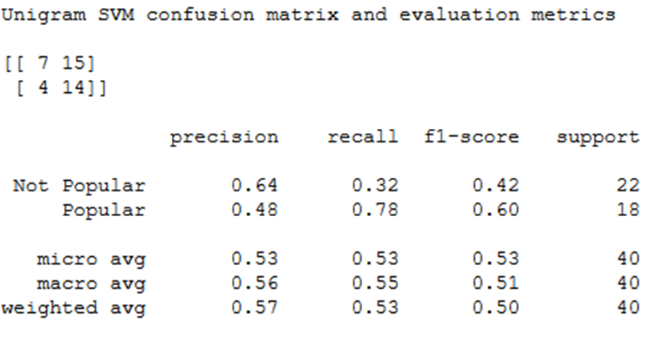 Unigram SVM confusion matrix and evaluation metrics
[[ 7 15]
[ 4 14]]
precision recall f1-score support
Not Popular 0.64 0.32 0.42 22
Popular 0.48 0.78 0.60 18
micro avg 0.53 0.53 0.53 40
macro avg 0.56 0.55 0.51 40
weighted avg 0.57 0.53 0.50 40